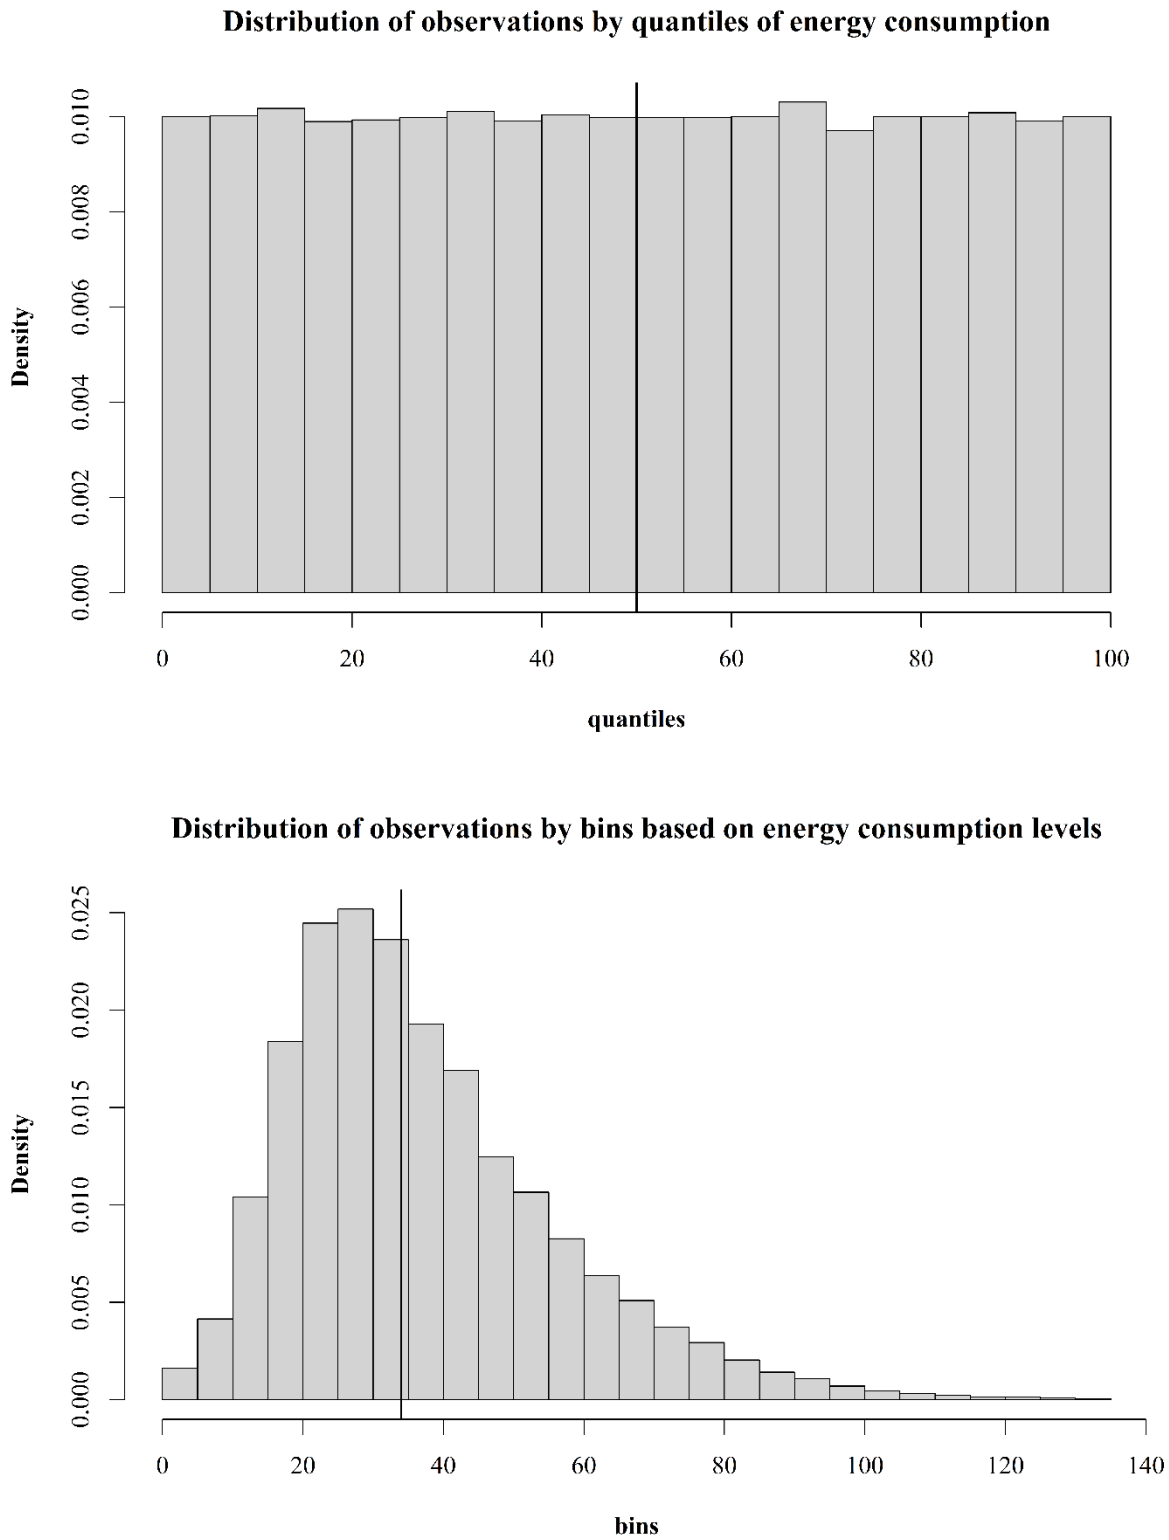 Distribution of observations by quantiles of energy consumption
Density
0.010
0.008
0.006
0.004
0.002
0.000
0 20 40 60 80 100
quantiles
Distribution of observations by bins based on energy consumption levels
Density
0.025
0.020
0.015
0.010
0.005
0.000
0 20 40 60 80 100 120 140
bins